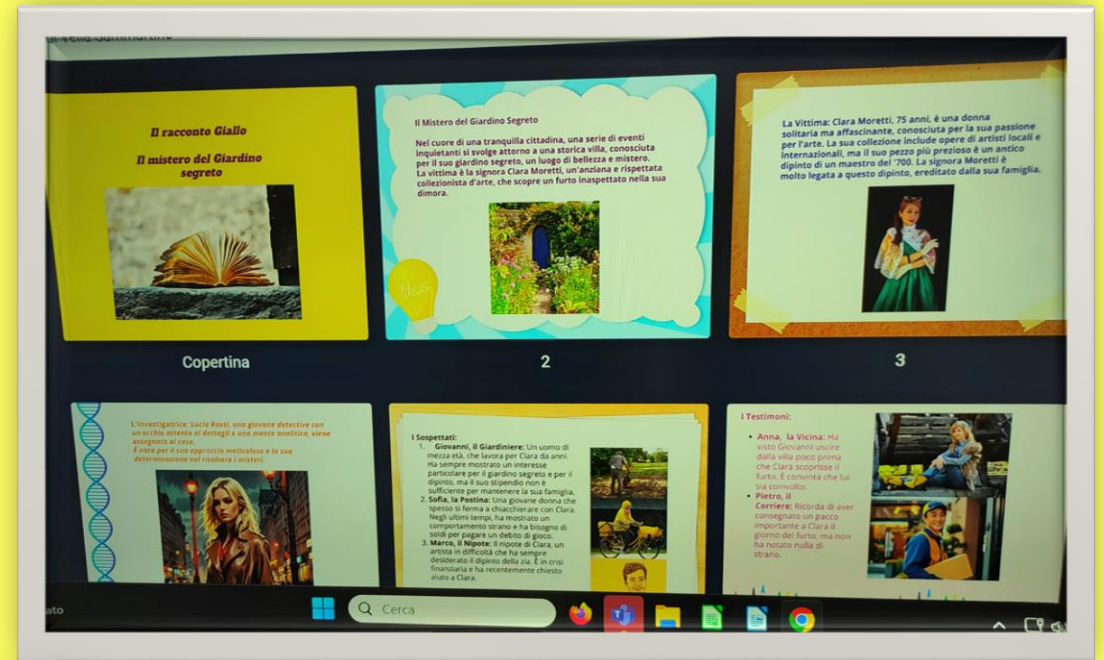 Il racconto Giallo
Il mistero del Giardino
segreto
Copertina
Il Mistero del Giardino Segreto
Nel cuore di una tranquilla cittadina, una serie di eventi
inquietanti si svolge attorno a una storica villa, conosciuta
per il suo giardino segreto, un luogo di bellezza e mistero.
La vittima è la signora Clara Moretti, un'anziana e rispettata
collezionista d'arte, che scopre un furto inaspettato nella sua
dimora.
Ideas
2
La Vittima: Clara Moretti, 75 anni, è una donna
solitaria ma affascinante, conosciuta per la sua passione
per l'arte. La sua collezione include opere di artisti locali e
internazionali, ma il suo pezzo più prezioso è un antico
dipinto di un maestro del '700. La signora Moretti è
molto legata a questo dipinto, ereditato dalla sua famiglia.
3
L'investigatrice: Lucia Rossi, una giovane detective con
un occhio attento ai dettagli e una mente analitica, viene
assegnata al caso.
È nota per il suo approccio meticoloso e la sua
determinazione nel risolvere i misteri.
I Sospettati:
1. Giovanni, il Giardiniere: Un uomo di
mezza età, che lavora per Clara da anni.
Ha sempre mostrato un interesse
particolare per il giardino segreto e per il
dipinto, ma il suo stipendio non è
sufficiente per mantenere la sua famiglia.
2. Sofia, la Postina: Una giovane donna che
spesso si ferma a chiacchierare con Clara.
Negli ultimi tempi, ha mostrato un
comportamento strano e ha bisogno di
soldi per pagare un debito di gioco.
3. Marco, il Nipote: Il nipote di Clara, un
artista in difficoltà che ha sempre
desiderato il dipinto della zia. È in crisi
finanziaria e ha recentemente chiesto
aiuto a Clara.
I Testimoni:
• Anna, la Vicina: Ha
visto Giovanni uscire
dalla villa poco prima
che Clara scoprisse il
furto. È convinta che lui
sia coinvolto.
• Pietro, il
Corriere: Ricorda di aver
consegnato un pacco
importante a Clara il
giorno del furto, ma non
ha notato nulla di
strano.
Cerca